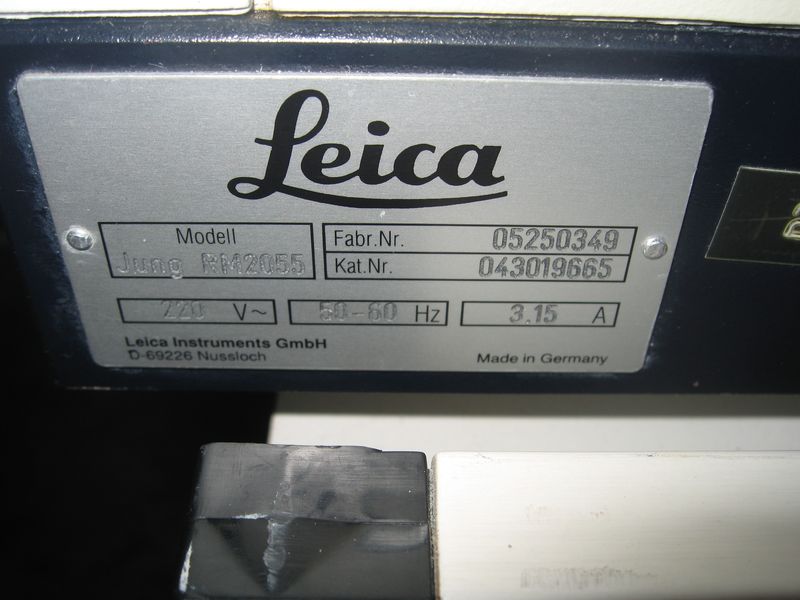 Leica
Modell
Jung RM2055
Fabr.Nr. 05250349
Kat.Nr. 043019665
220 V~ 50-60 Hz 3.15 A
Leica Instruments GmbH
D-69226 Nussloch
Made in Germany